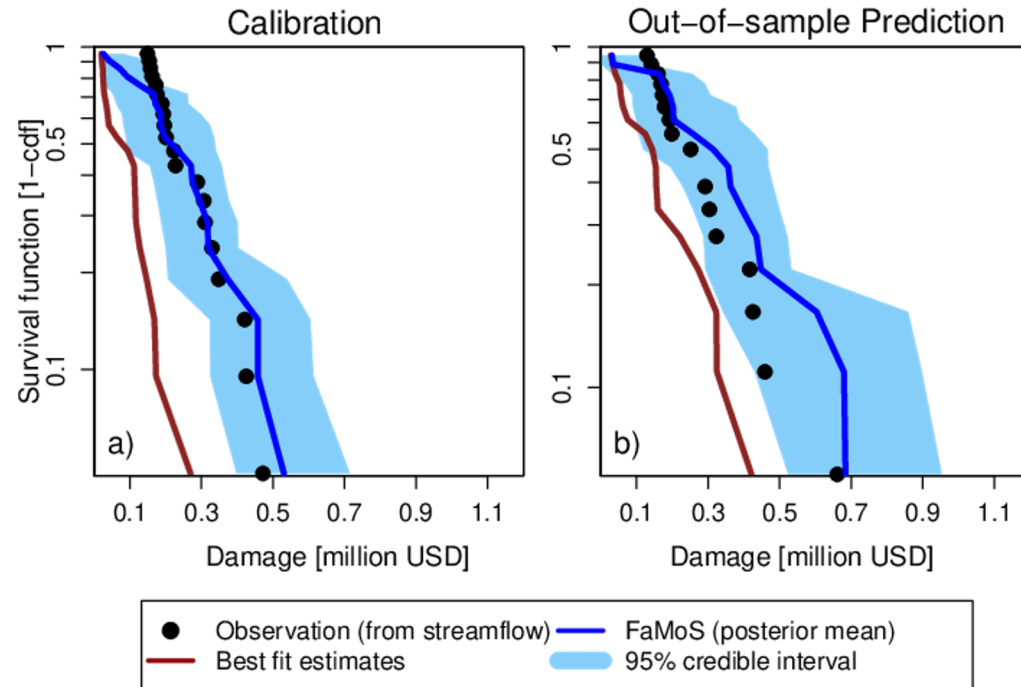 Calibration
Out−of−sample Prediction
Survival function [1−cdf]
1
0.5
0.1
a)
0.1 0.3 0.5 0.7 0.9 1.1
Damage [million USD]
1
0.5
0.1
b)
0.1 0.3 0.5 0.7 0.9 1.1
Damage [million USD]
Observation (from streamflow)
FaMoS (posterior mean)
Best fit estimates
95% credible interval